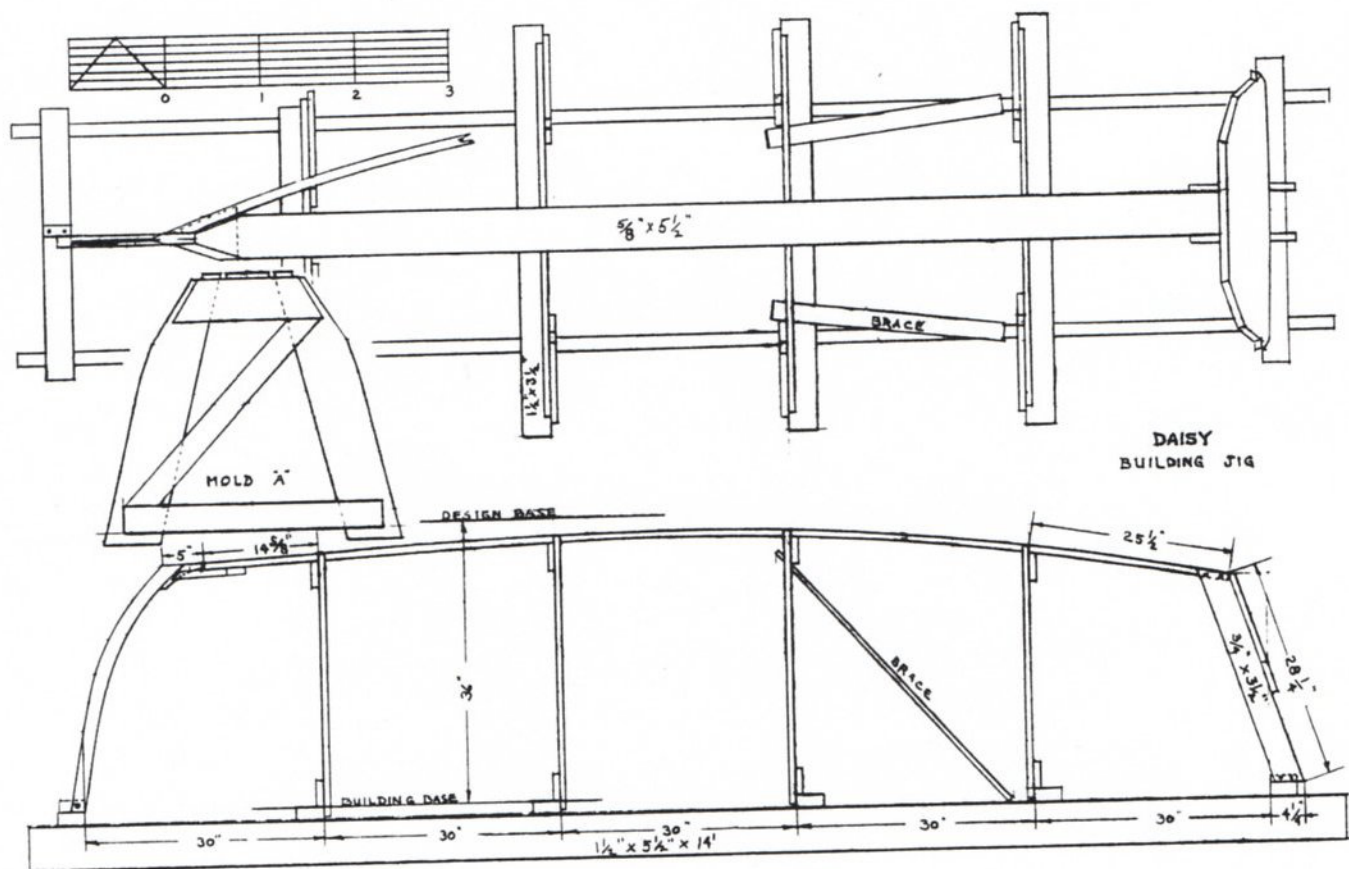 0 1 2 3
5/8" x 5 1/2"
BRACE
1 1/2" x 3 1/2"
DAISY
BUILDING JIG
MOLD "A"
DESIGN BASE
5"
14 5/8"
25 1/2"
36"
BRACE
3/4" x 3 1/2"
28 1/4"
BUILDING BASE
30" 30" 30" 30" 30" 4 1/4"
1 1/2" x 5 1/2" x 14'